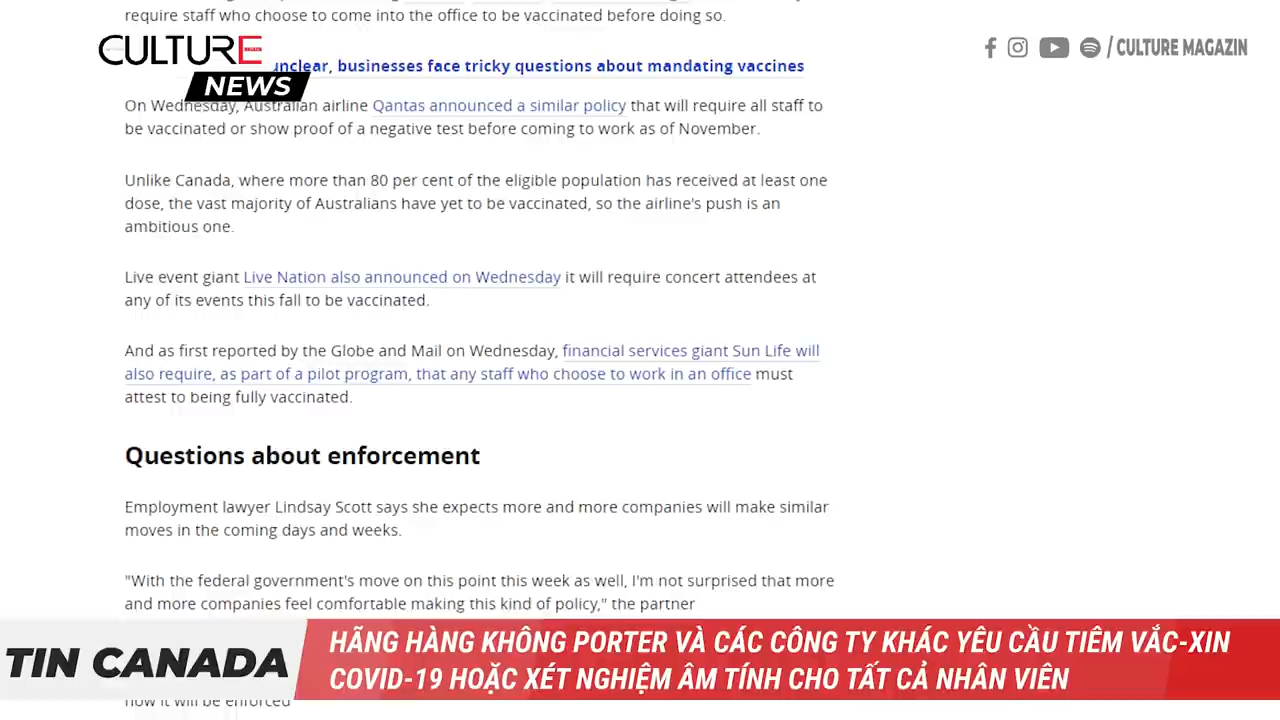 require staff who choose to come into the office to be vaccinated before doing so.
CULTURE
MAGAZIN
NEWS
/ CULTURE MAGAZIN
unclear, businesses face tricky questions about mandating vaccines
On Wednesday, Australian airline Qantas announced a similar policy that will require all staff to
be vaccinated or show proof of a negative test before coming to work as of November.
Unlike Canada, where more than 80 per cent of the eligible population has received at least one
dose, the vast majority of Australians have yet to be vaccinated, so the airline's push is an
ambitious one.
Live event giant Live Nation also announced on Wednesday it will require concert attendees at
any of its events this fall to be vaccinated.
And as first reported by the Globe and Mail on Wednesday, financial services giant Sun Life will
also require, as part of a pilot program, that any staff who choose to work in an office must
attest to being fully vaccinated.
Questions about enforcement
Employment lawyer Lindsay Scott says she expects more and more companies will make similar
moves in the coming days and weeks.
"With the federal government's move on this point this week as well, I'm not surprised that more
and more companies feel comfortable making this kind of policy," the partner
TIN CANADA
HÃNG HÀNG KHÔNG PORTER VÀ CÁC CÔNG TY KHÁC YÊU CẦU TIÊM VẮC-XIN
COVID-19 HOẶC XÉT NGHIỆM ÂM TÍNH CHO TẤT CẢ NHÂN VIÊN
how it will be enforced